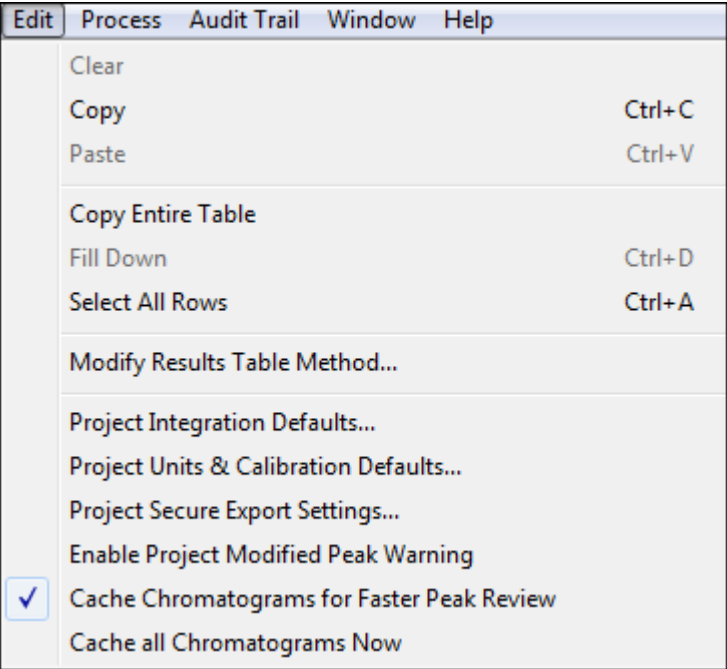 Edit Process Audit Trail Window Help
Clear
Copy Ctrl+C
Paste Ctrl+V
Copy Entire Table
Fill Down Ctrl+D
Select All Rows Ctrl+A
Modify Results Table Method...
Project Integration Defaults...
Project Units & Calibration Defaults...
Project Secure Export Settings...
Enable Project Modified Peak Warning
Cache Chromatograms for Faster Peak Review
Cache all Chromatograms Now